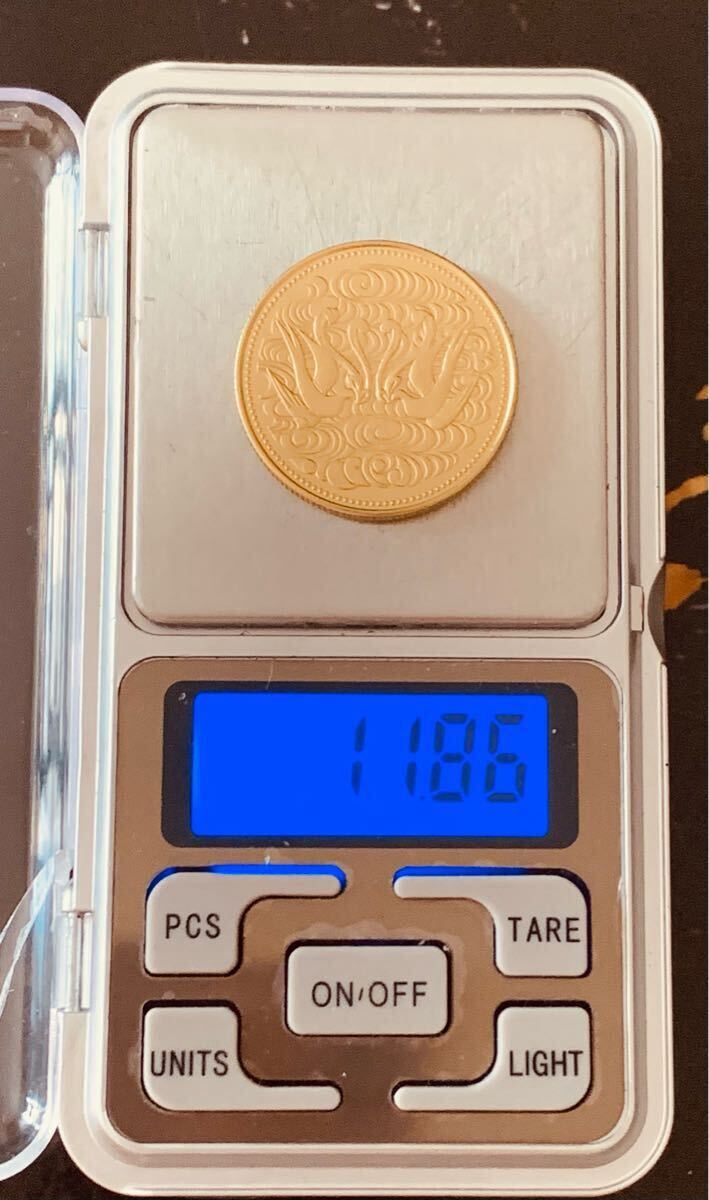 11.86
PCS
TARE
ON/OFF
UNITS
LIGHT